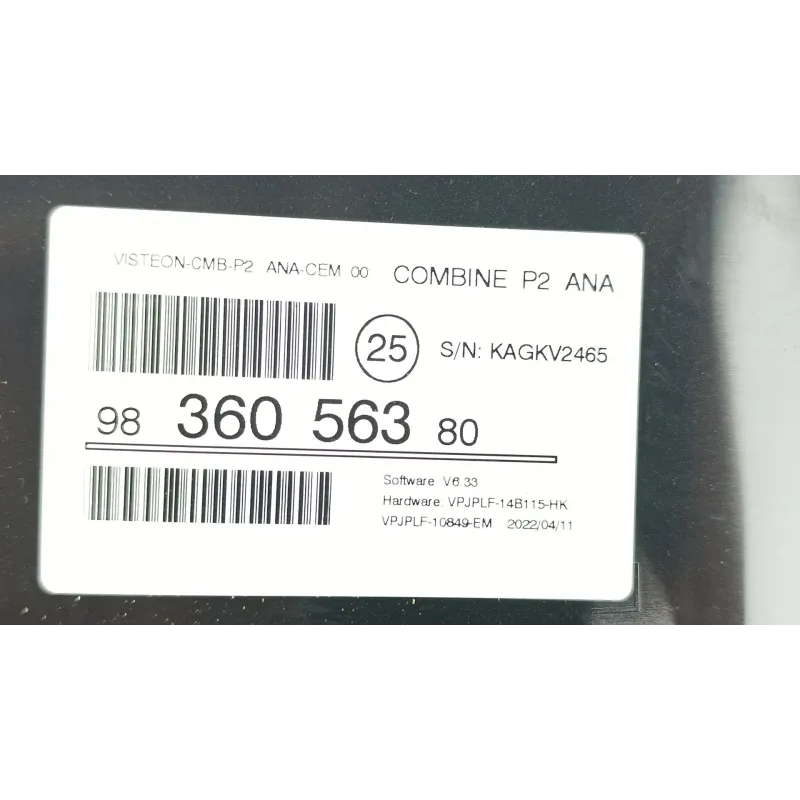 VISTEON-CMB-P2 ANA-CEM 00 COMBINE P2 ANA
25 S/N: KAGKV2465
98 360 563 80
Software V6.33
Hardware. VPJPLF-14B115-HK
VPJPLF-10849-EM 2022/04/11